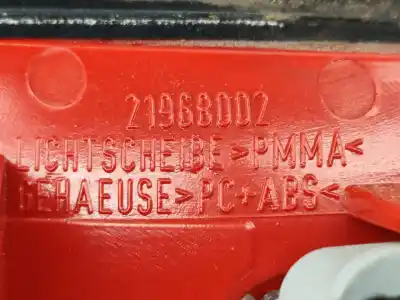 21968002
LICHTSCHEIBE >PMMA<
GEHAEUSE >PC+ABS<